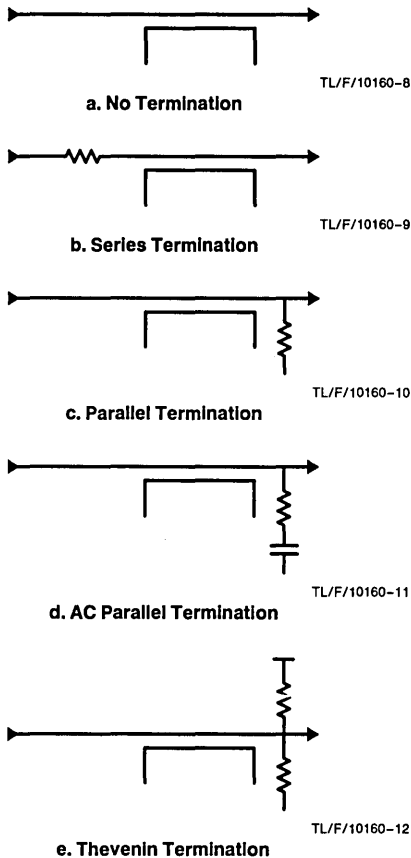 TL/F/10160-8
a. No Termination
TL/F/10160-9
b. Series Termination
TL/F/10160-10
c. Parallel Termination
TL/F/10160-11
d. AC Parallel Termination
TL/F/10160-12
e. Thevenin Termination